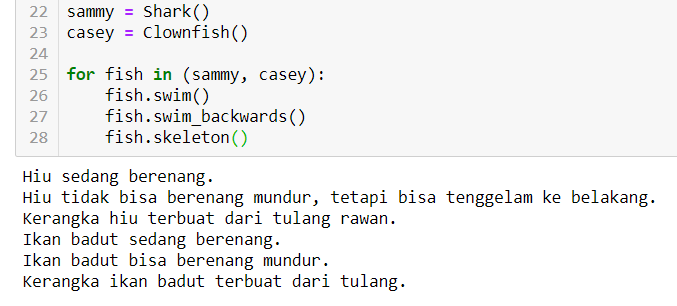 22 sammy = Shark()
23 casey = Clownfish()
24
25 for fish in (sammy, casey):
26     fish.swim()
27     fish.swim_backwards()
28     fish.skeleton()
Hiu sedang berenang.
Hiu tidak bisa berenang mundur, tetapi bisa tenggelam ke belakang.
Kerangka hiu terbuat dari tulang rawan.
Ikan badut sedang berenang.
Ikan badut bisa berenang mundur.
Kerangka ikan badut terbuat dari tulang.